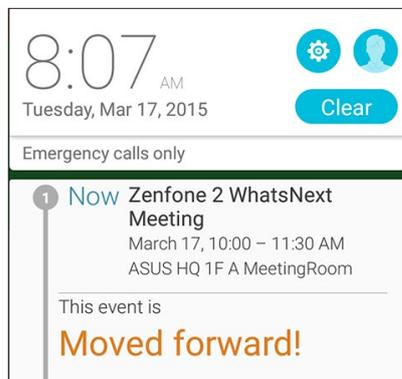 8:07 AM
Tuesday, Mar 17, 2015
Clear
Emergency calls only
1 Now Zenfone 2 WhatsNext
Meeting
March 17, 10:00 – 11:30 AM
ASUS HQ 1F A MeetingRoom
This event is
Moved forward!